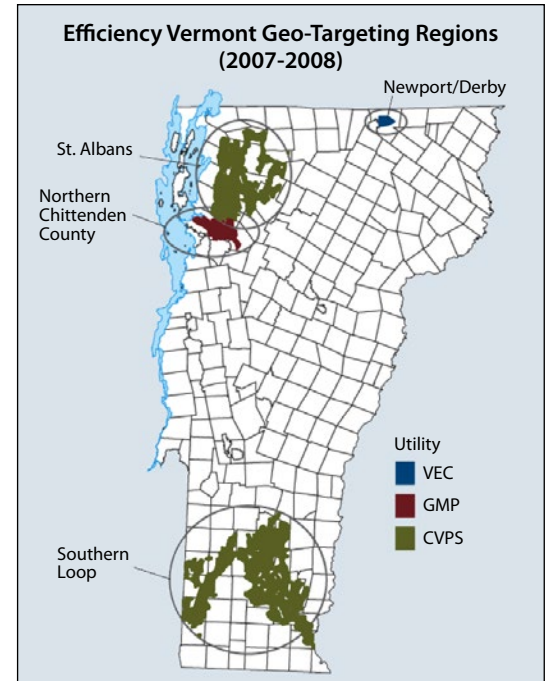 Efficiency Vermont Geo-Targeting Regions
(2007-2008)
Newport/Derby
St. Albans
Northern
Chittenden
County
Utility
VEC
GMP
CVPS
Southern
Loop